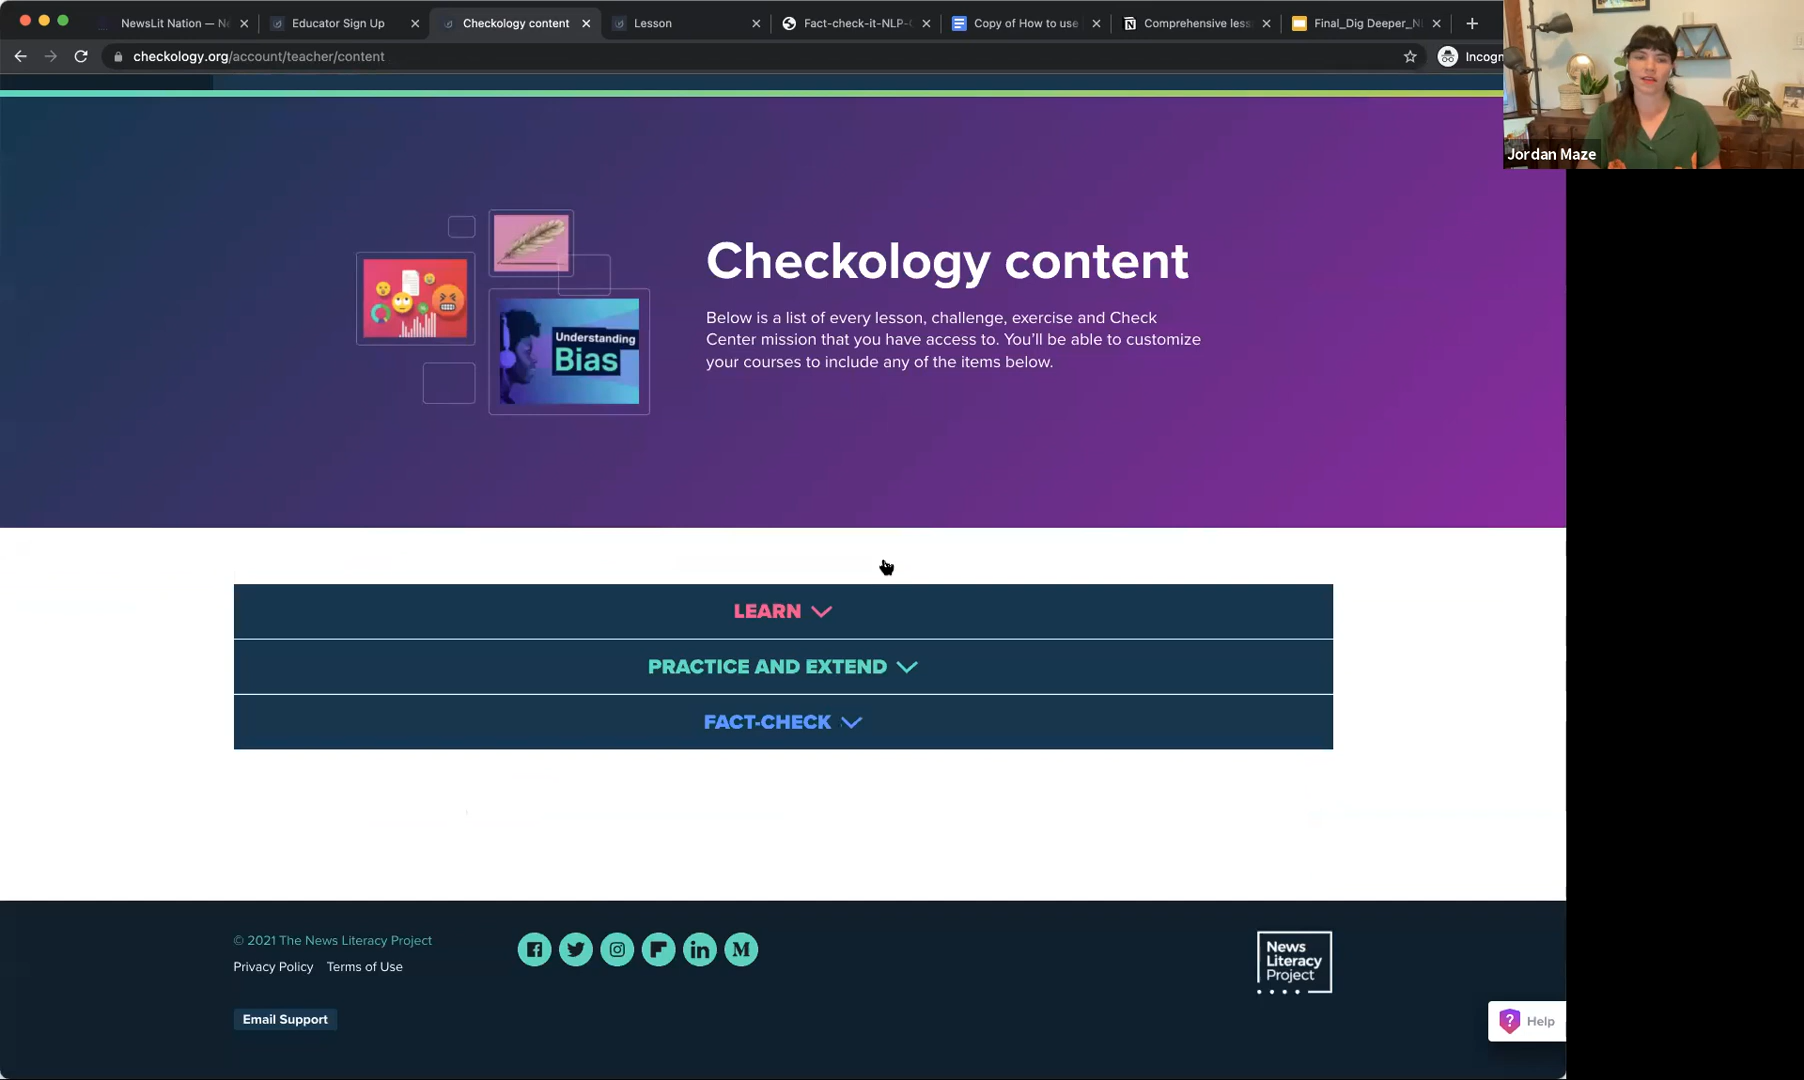 NewsLit Nation — N
Educator Sign Up
Checkology content
Lesson
Fact-check-it-NLP-
Copy of How to use
Comprehensive less
Final_Dig Deeper_N
checkology.org/account/teacher/content
Incogn
Jordan Maze
Understanding
Bias
Checkology content
Below is a list of every lesson, challenge, exercise and Check
Center mission that you have access to. You'll be able to customize
your courses to include any of the items below.
LEARN
PRACTICE AND EXTEND
FACT-CHECK
© 2021 The News Literacy Project
Privacy Policy
Terms of Use
Email Support
News
Literacy
Project
Help